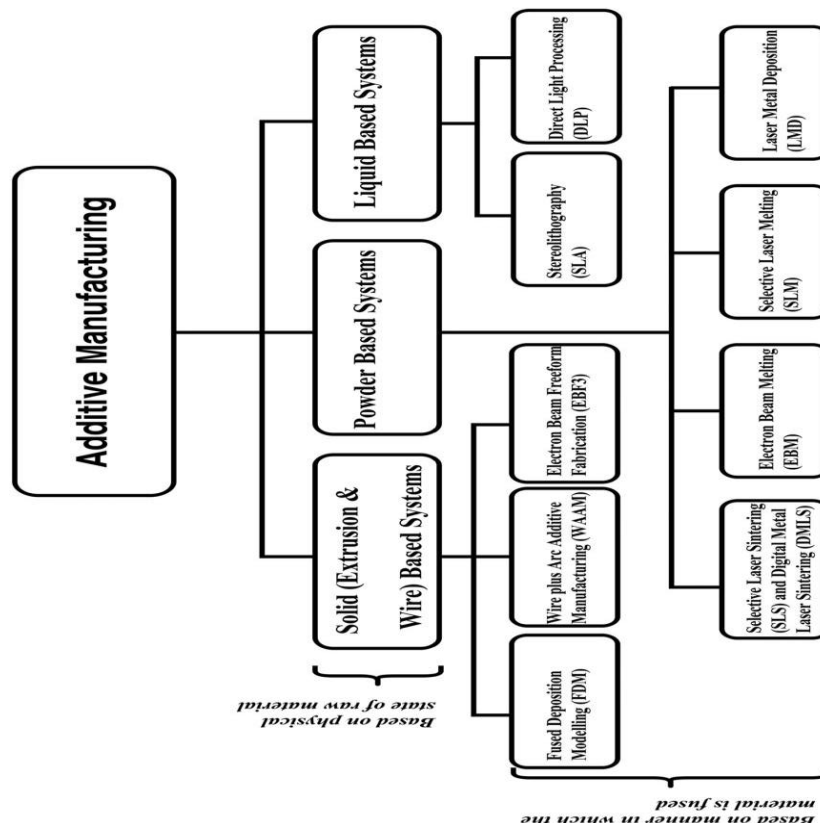 Additive Manufacturing
Based on physical
state of raw material
Solid (Extrusion &
Wire) Based Systems
Powder Based Systems
Liquid Based Systems
Based on manner in which the
material is fused
Fused Deposition
Modelling (FDM)
Wire plus Arc Additive
Manufacturing (WAAM)
Electron Beam Freeform
Fabrication (EBF3)
Stereolithography
(SLA)
Direct Light Processing
(DLP)
Selective Laser Sintering
(SLS) and Digital Metal
Laser Sintering (DMLS)
Electron Beam Melting
(EBM)
Selective Laser Melting
(SLM)
Laser Metal Deposition
(LMD)